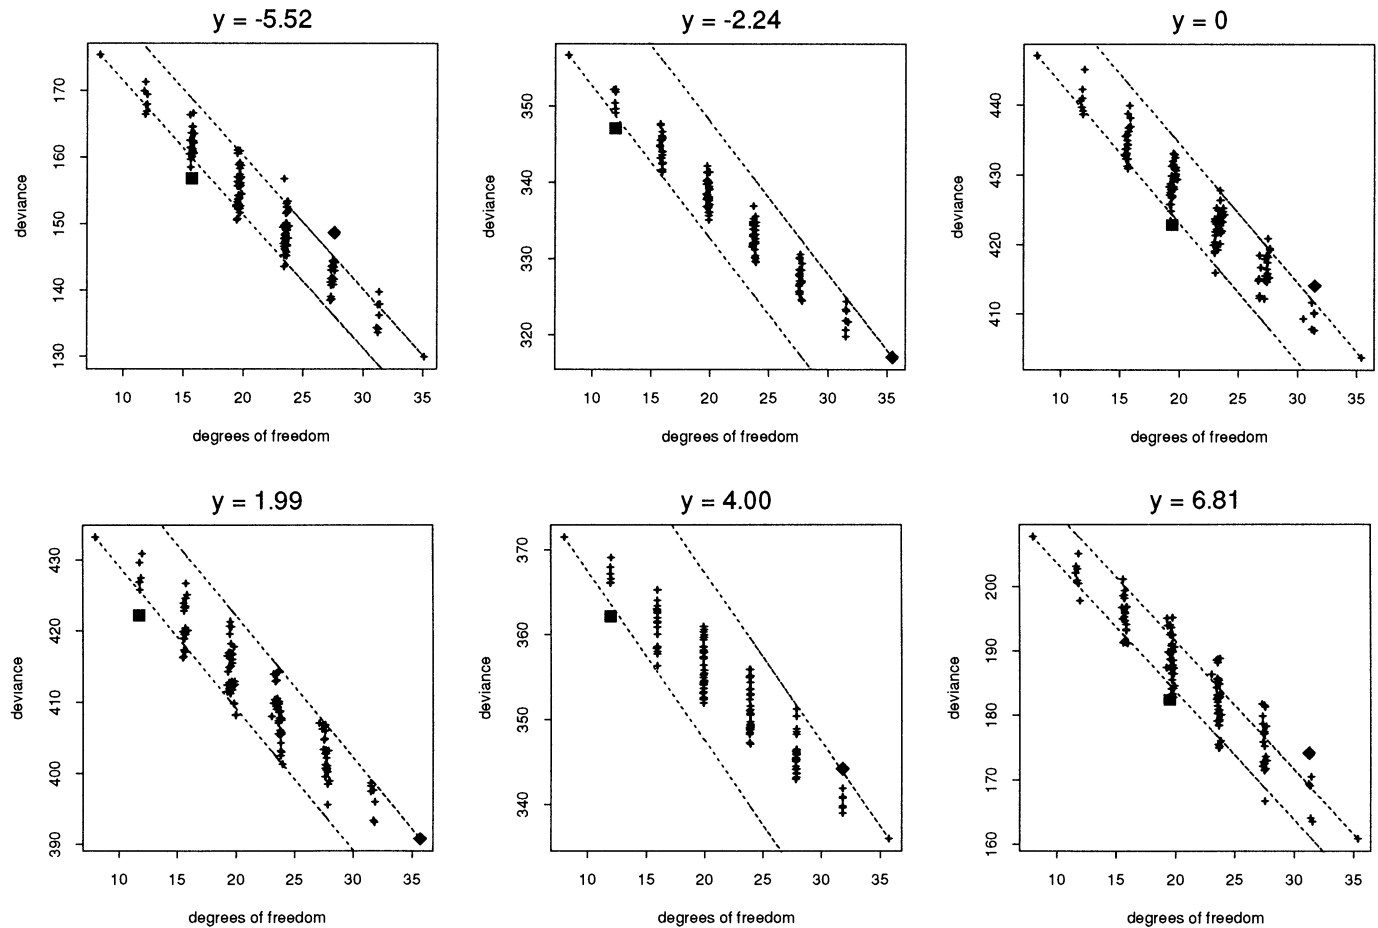 y = -5.52
y = -2.24
y = 0
deviance
170
160
150
140
130
10 15 20 25 30 35
degrees of freedom
deviance
350
340
330
320
10 15 20 25 30 35
degrees of freedom
deviance
440
430
420
410
10 15 20 25 30 35
degrees of freedom
y = 1.99
y = 4.00
y = 6.81
deviance
430
420
410
400
390
10 15 20 25 30 35
degrees of freedom
deviance
370
360
350
340
10 15 20 25 30 35
degrees of freedom
deviance
200
190
180
170
160
10 15 20 25 30 35
degrees of freedom